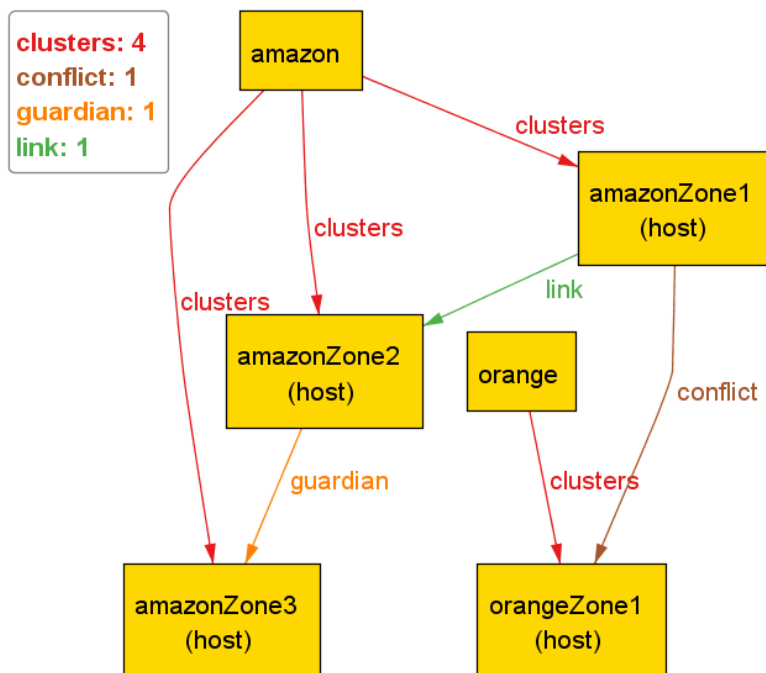 clusters: 4
conflict: 1
guardian: 1
link: 1
amazon
clusters
amazonZone1
(host)
clusters
link
clusters
amazonZone2
(host)
orange
conflict
guardian
clusters
amazonZone3
(host)
orangeZone1
(host)